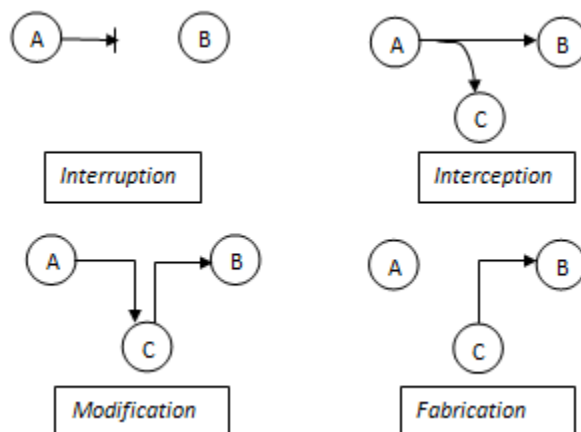 A B
Interruption
A B
C
Interception
A B
C
Modification
A B
C
Fabrication